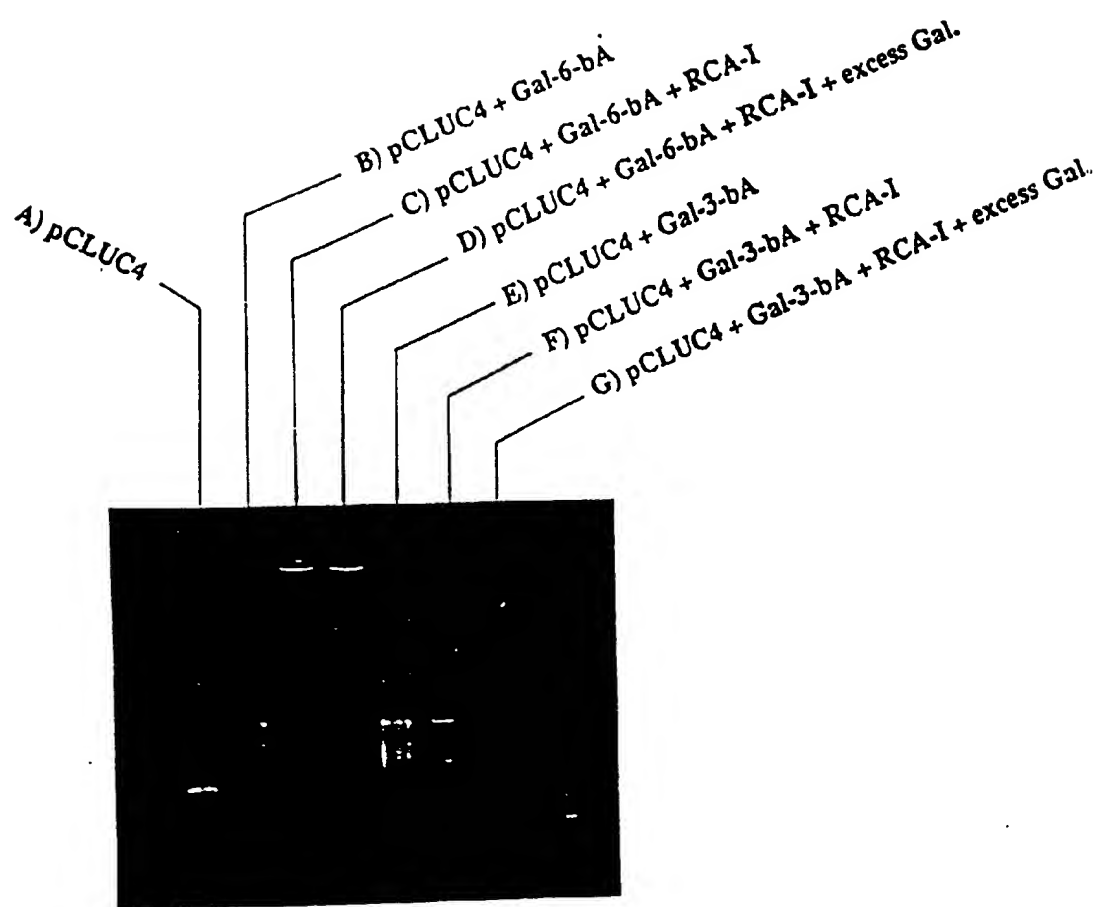 A) pCLUC4
B) pCLUC4 + Gal-6-bA
C) pCLUC4 + Gal-6-bA + RCA-I
D) pCLUC4 + Gal-6-bA + RCA-I + excess Gal.
E) pCLUC4 + Gal-3-bA
F) pCLUC4 + Gal-3-bA + RCA-I
G) pCLUC4 + Gal-3-bA + RCA-I + excess Gal.